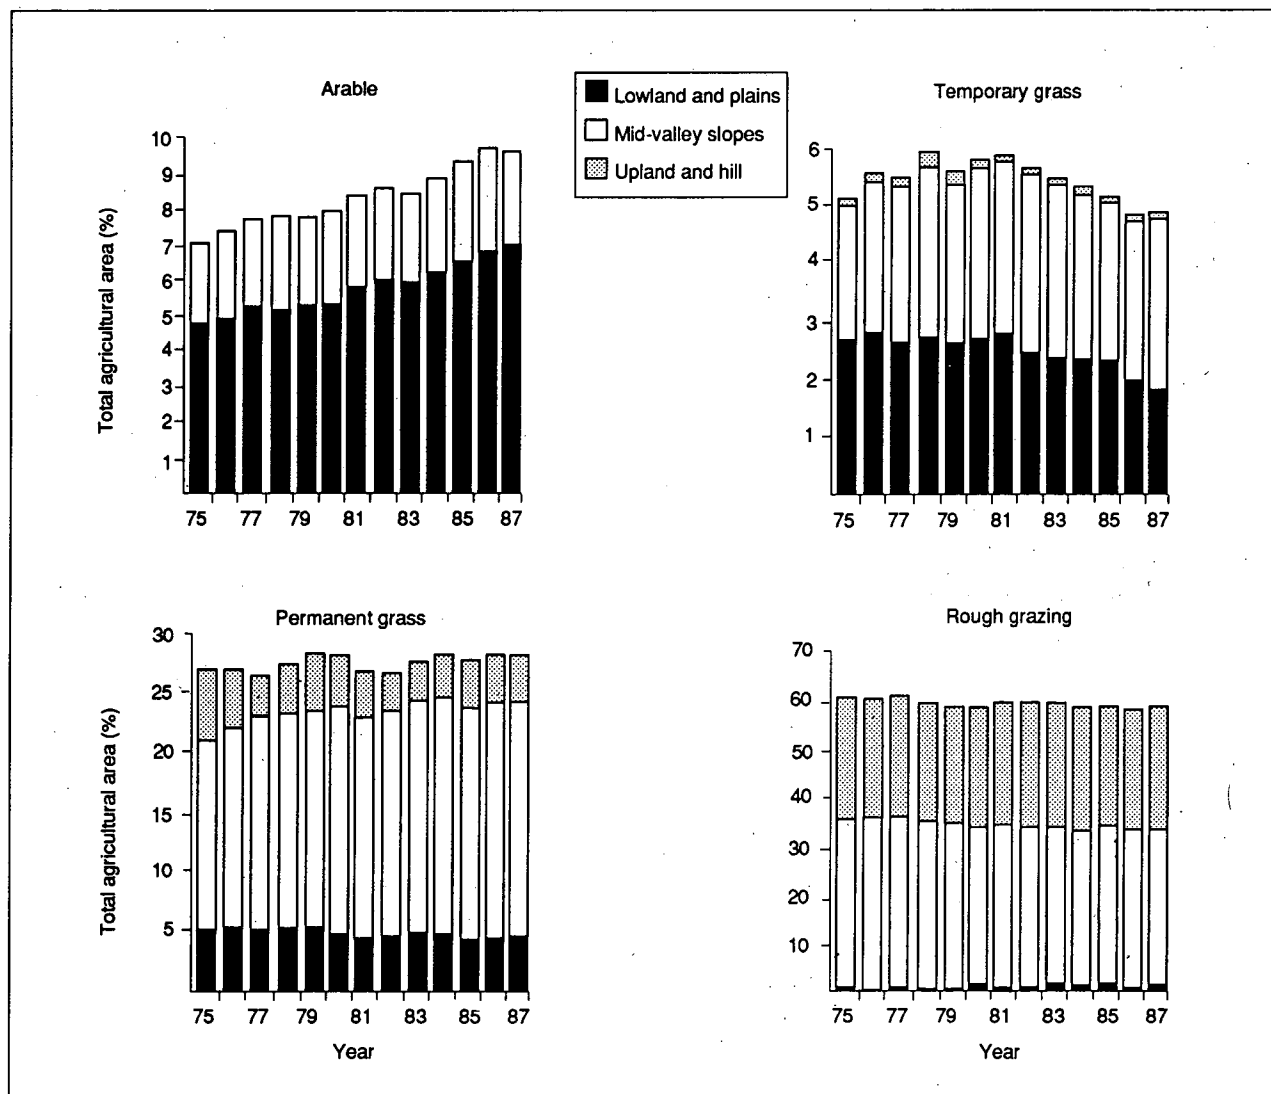 Arable
Lowland and plains
Mid-valley slopes
Upland and hill
Temporary grass
Total agricultural area (%)
10
9
8
7
6
5
4
3
2
1
75 77 79 81 83 85 87
6
5
4
3
2
1
75 77 79 81 83 85 87
Permanent grass
Total agricultural area (%)
30
25
20
15
10
5
75 77 79 81 83 85 87
Year
Rough grazing
70
60
50
40
30
20
10
75 77 79 81 83 85 87
Year